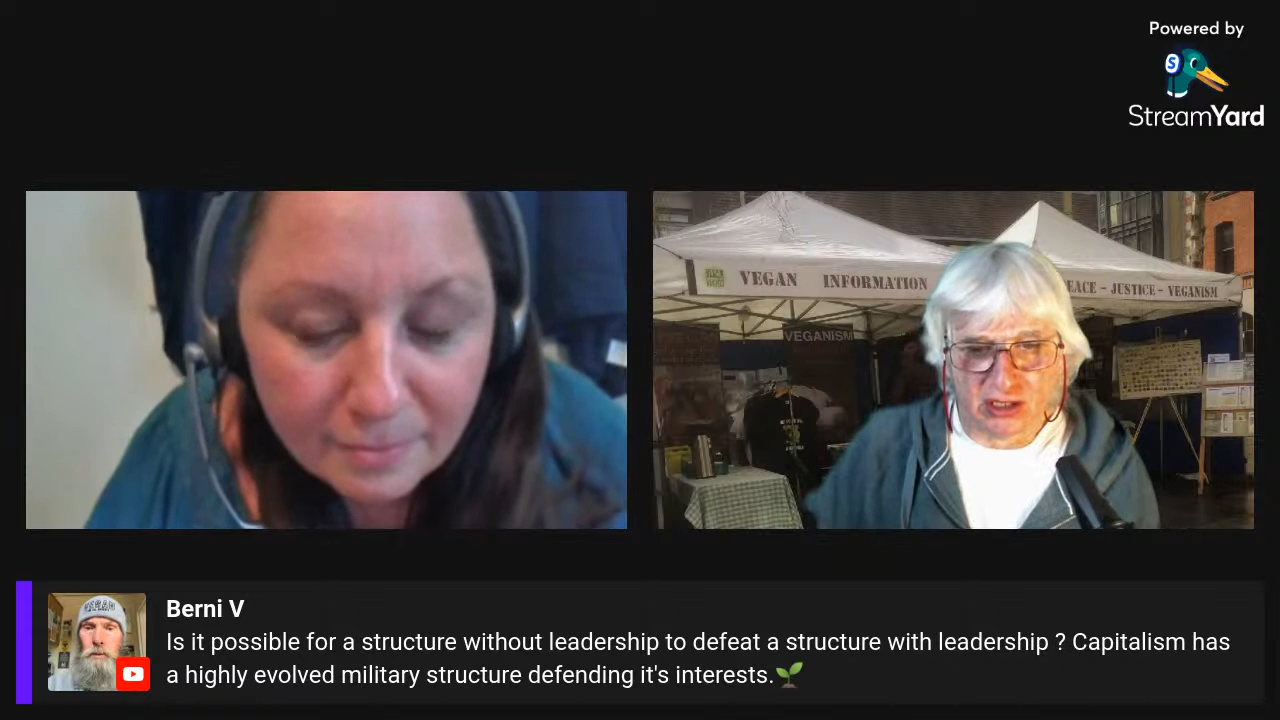 Powered by
S
StreamYard
VEGAN INFORMATION
PEACE - JUSTICE - VEGANISM
VEGANISM
Berni V
Is it possible for a structure without leadership to defeat a structure with leadership ? Capitalism has
a highly evolved military structure defending it's interests.🌱